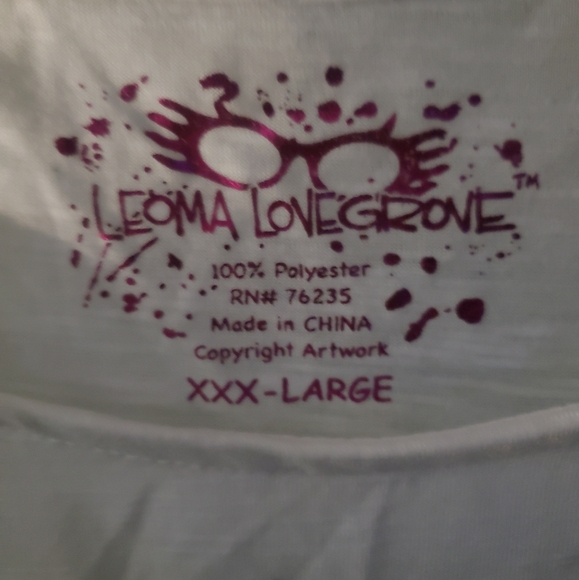 LEOMA LOVEGROVE™
100% Polyester
RN# 76235
Made in CHINA
Copyright Artwork
XXX-LARGE